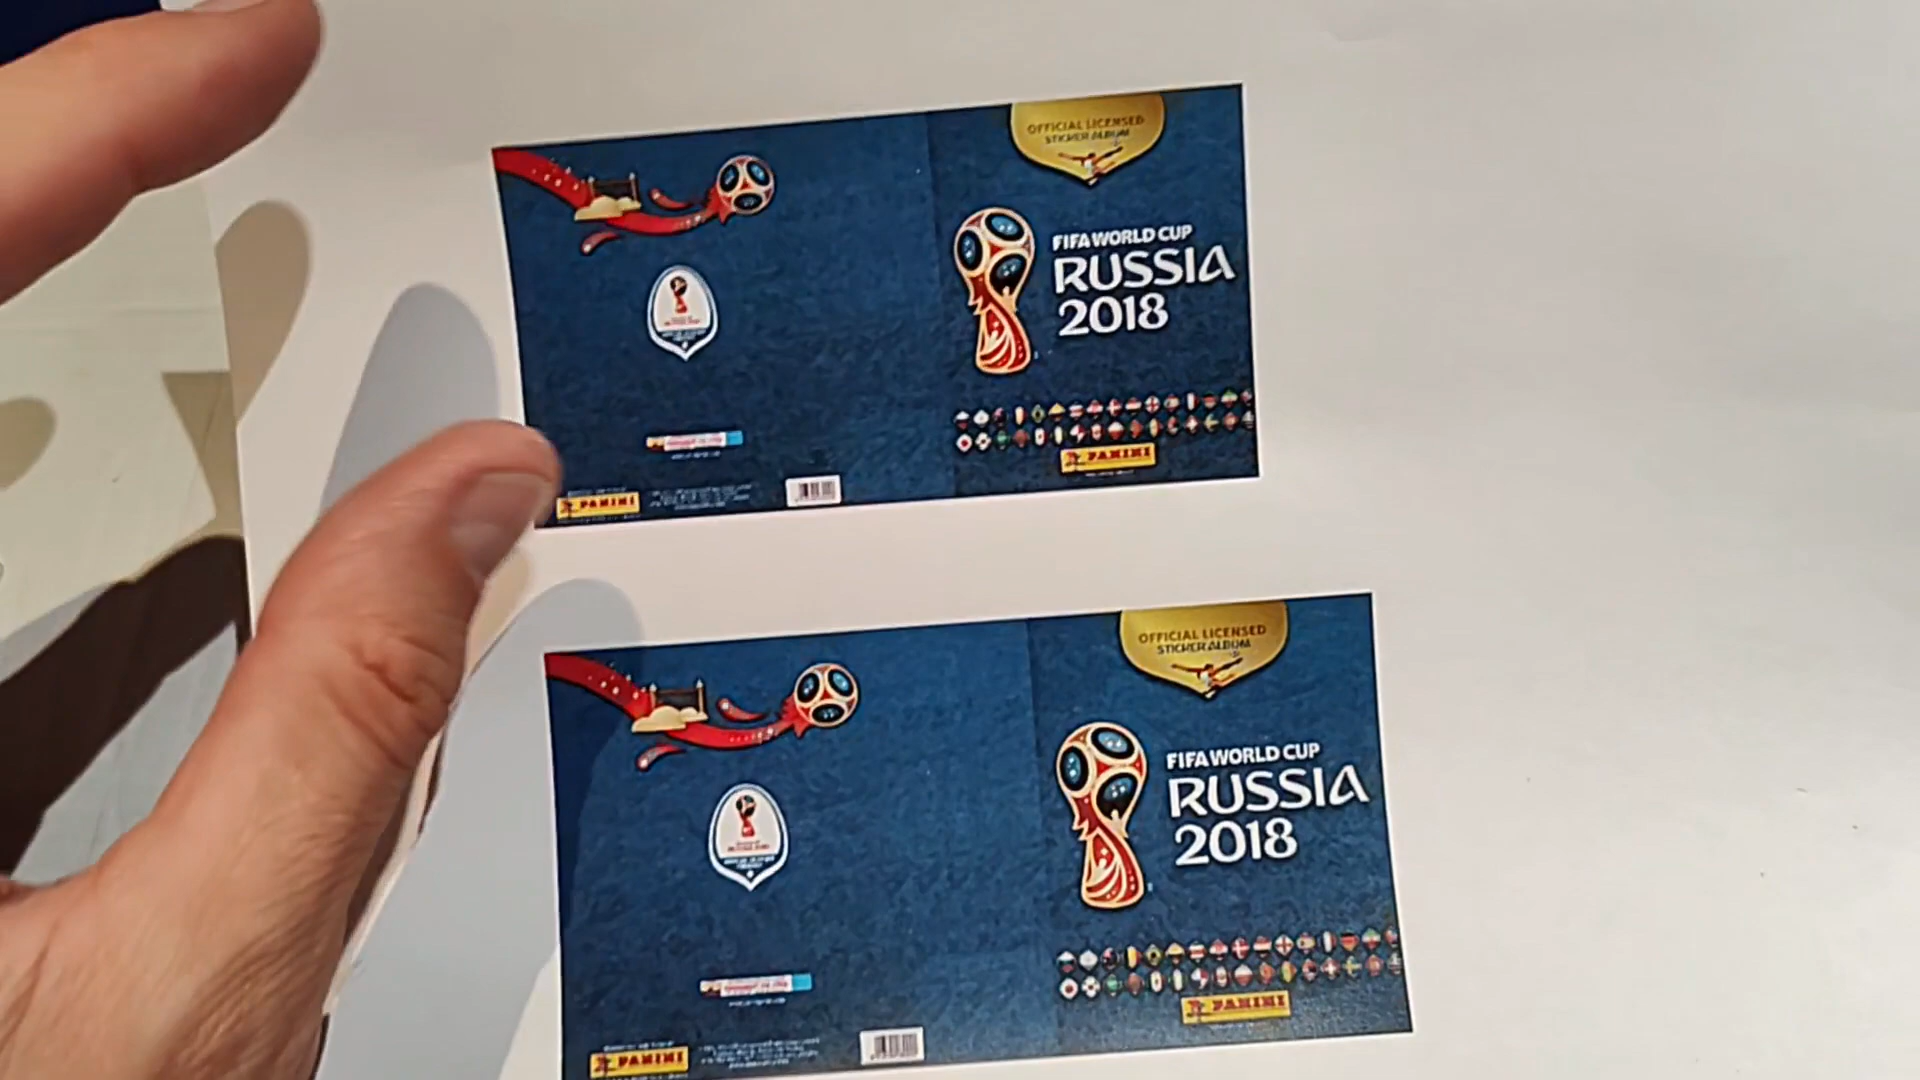 OFFICIAL LICENSED
STICKER ALBUM
FIFA WORLD CUP
RUSSIA
2018
PANINI
PANINI
OFFICIAL LICENSED
STICKER ALBUM
FIFA WORLD CUP
RUSSIA
2018
PANINI
PANINI